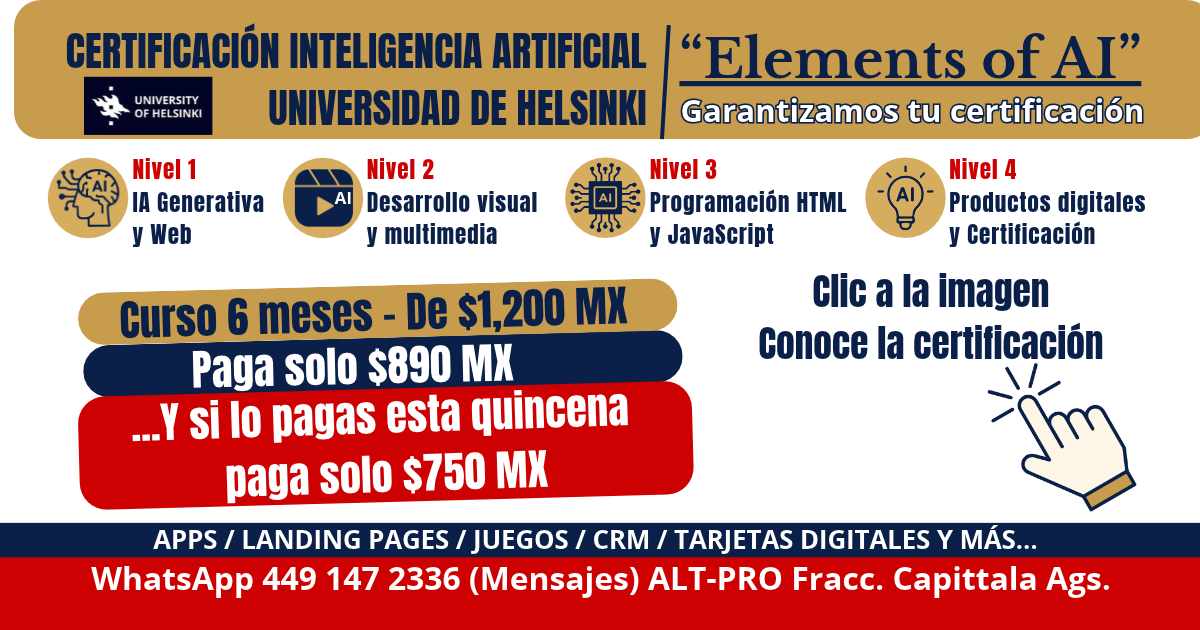 CERTIFICACIÓN INTELIGENCIA ARTIFICIAL
UNIVERSITY
OF HELSINKI
UNIVERSIDAD DE HELSINKI
“Elements of AI”
Garantizamos tu certificación
AI
Nivel 1
IA Generativa
y Web
AI
Nivel 2
Desarrollo visual
y multimedia
AI
Nivel 3
Programación HTML
y JavaScript
AI
Nivel 4
Productos digitales
y Certificación
Curso 6 meses - De $1,200 MX
Paga solo $890 MX
...Y si lo pagas esta quincena
paga solo $750 MX
Clic a la imagen
Conoce la certificación
APPS / LANDING PAGES / JUEGOS / CRM / TARJETAS DIGITALES Y MÁS...
WhatsApp 449 147 2336 (Mensajes) ALT-PRO Fracc. Capittala Ags.